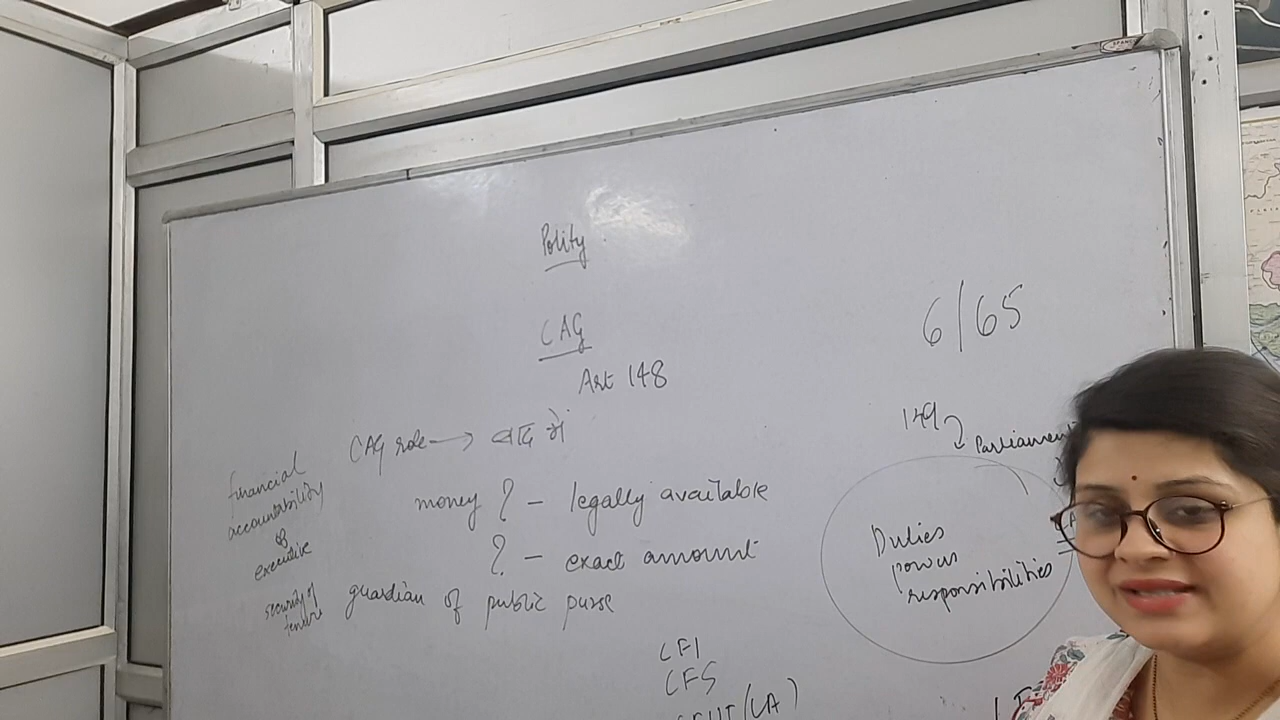 Polity
CAG
Art 148
6/65
CAG role → बाद में
149
Parliament
financial
accountability
of
executive
money ? - legally available
? - exact amount
Duties
powers
responsibilities
security of
tenure
guardian of public purse
CFI
CFS
(LA)